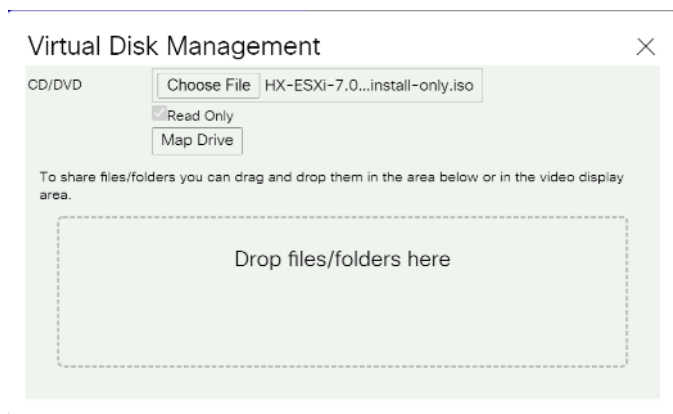 Virtual Disk Management
CD/DVD
Choose File HX-ESXi-7.0...install-only.iso
Read Only
Map Drive
To share files/folders you can drag and drop them in the area below or in the video display
area.
Drop files/folders here